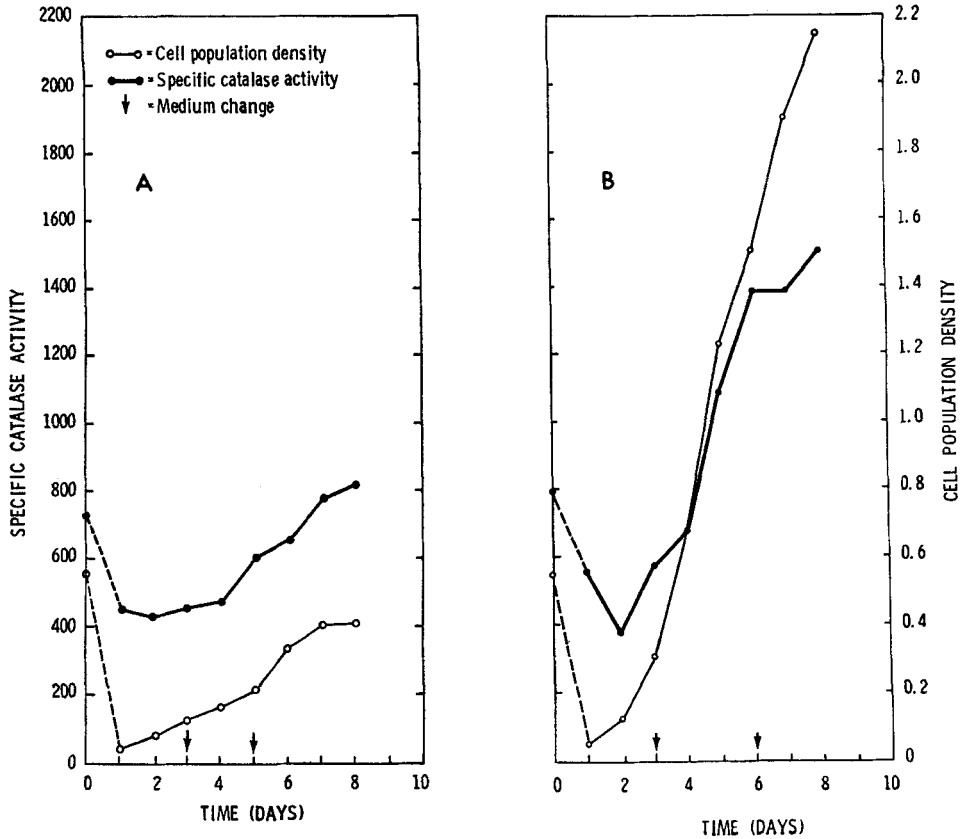 2200
2000
1800
1600
1400
1200
1000
800
600
400
200
0
SPECIFIC CATALASE ACTIVITY
= Cell population density
= Specific catalase activity
= Medium change
A
0 2 4 6 8 10
TIME (DAYS)
B
0 2 4 6 8 10
TIME (DAYS)
2.2
2.0
1.8
1.6
1.4
1.2
1.0
0.8
0.6
0.4
0.2
0
CELL POPULATION DENSITY